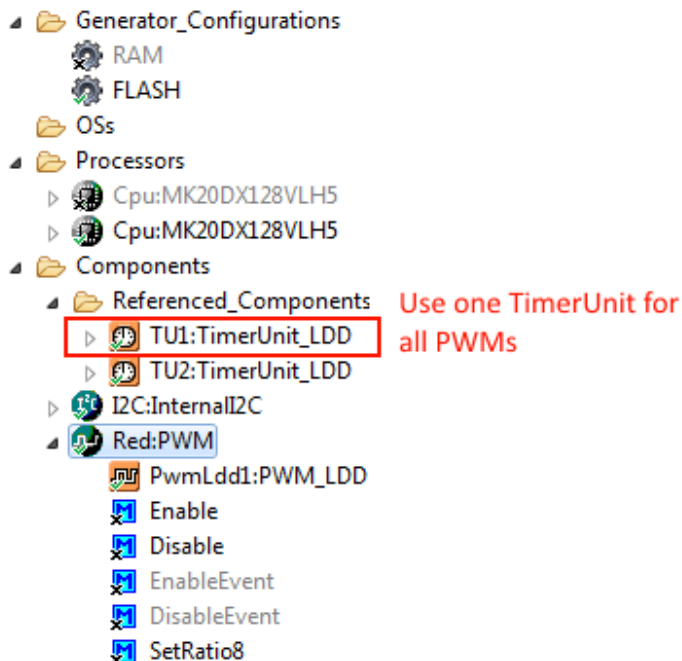 Generator_Configurations
RAM
FLASH
OSs
Processors
Cpu:MK20DX128VLH5
Cpu:MK20DX128VLH5
Components
Referenced_Components
Use one TimerUnit for
TU1:TimerUnit_LDD
all PWMs
TU2:TimerUnit_LDD
I2C:InternalI2C
Red:PWM
PwmLdd1:PWM_LDD
Enable
Disable
EnableEvent
DisableEvent
SetRatio8